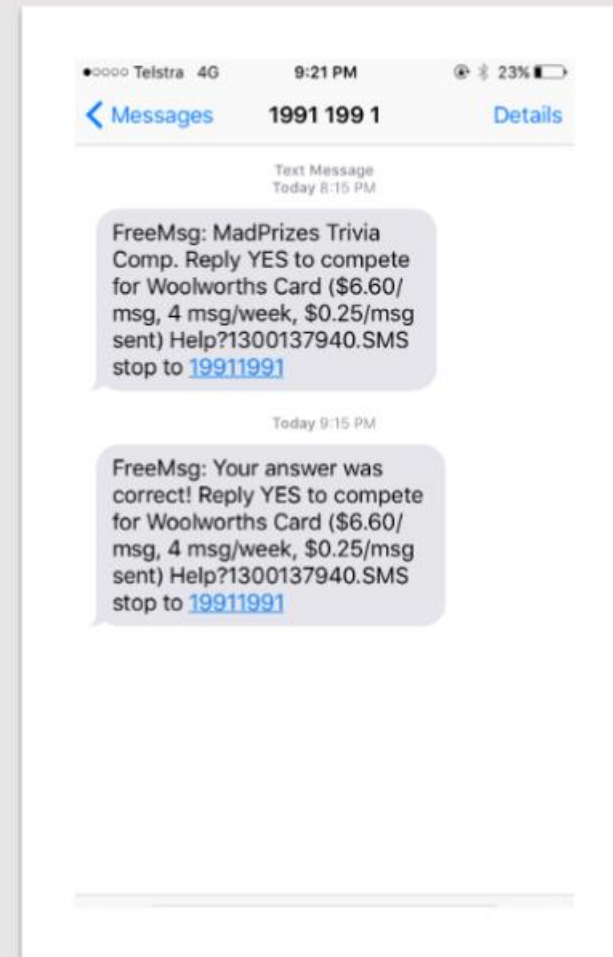 Telstra 4G 9:21 PM 23%
Messages 1991 199 1 Details
Text Message
Today 8:15 PM
FreeMsg: MadPrizes Trivia
Comp. Reply YES to compete
for Woolworths Card ($6.60/
msg, 4 msg/week, $0.25/msg
sent) Help?1300137940.SMS
stop to 19911991
Today 9:15 PM
FreeMsg: Your answer was
correct! Reply YES to compete
for Woolworths Card ($6.60/
msg, 4 msg/week, $0.25/msg
sent) Help?1300137940.SMS
stop to 19911991